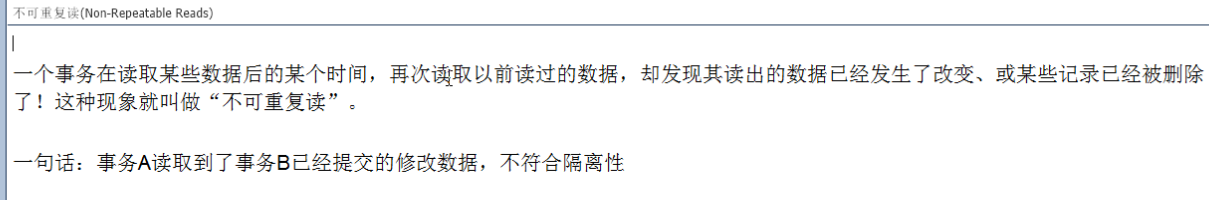 不可重复读(Non-Repeatable Reads)
一个事务在读取某些数据后的某个时间，再次读取以前读过的数据，却发现其读出的数据已经发生了改变、或某些记录已经被删除
了！这种现象就叫做“不可重复读”。
一句话：事务A读取到了事务B已经提交的修改数据，不符合隔离性